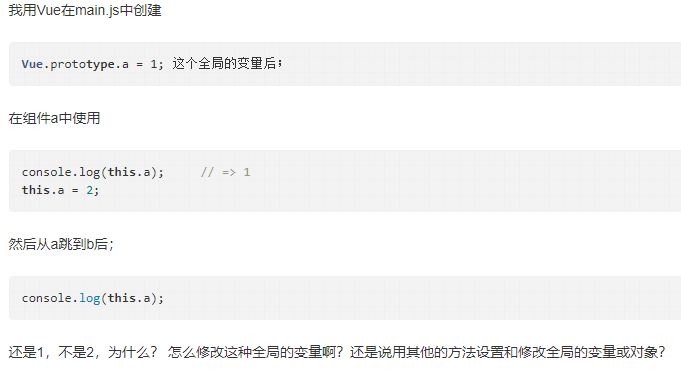 我用Vue在main.js中创建
Vue.prototype.a = 1; 这个全局的变量后;
在组件a中使用
console.log(this.a);     // => 1
this.a = 2;
然后从a跳到b后;
console.log(this.a);
还是1，不是2，为什么？ 怎么修改这种全局的变量啊？还是说用其他的方法设置和修改全局的变量或对象?